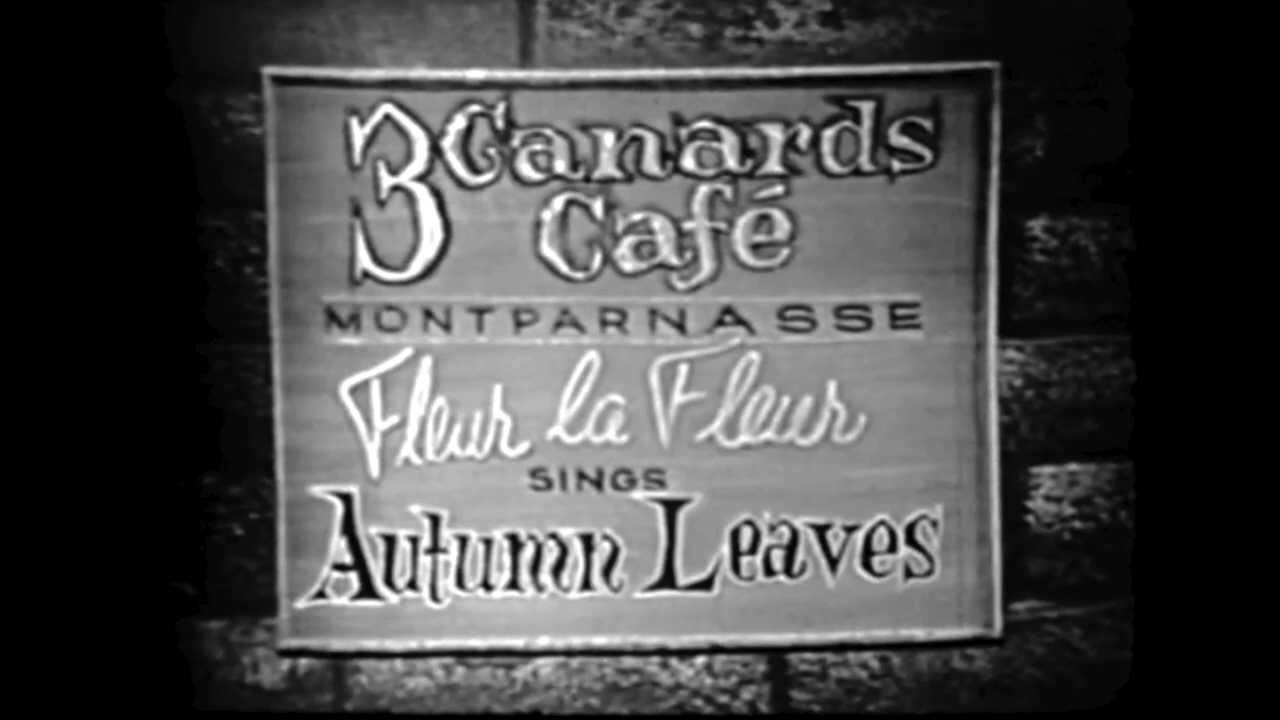 3 Canards
Café
MONTPARNASSE
Fleur la Fleur
SINGS
Autumn Leaves